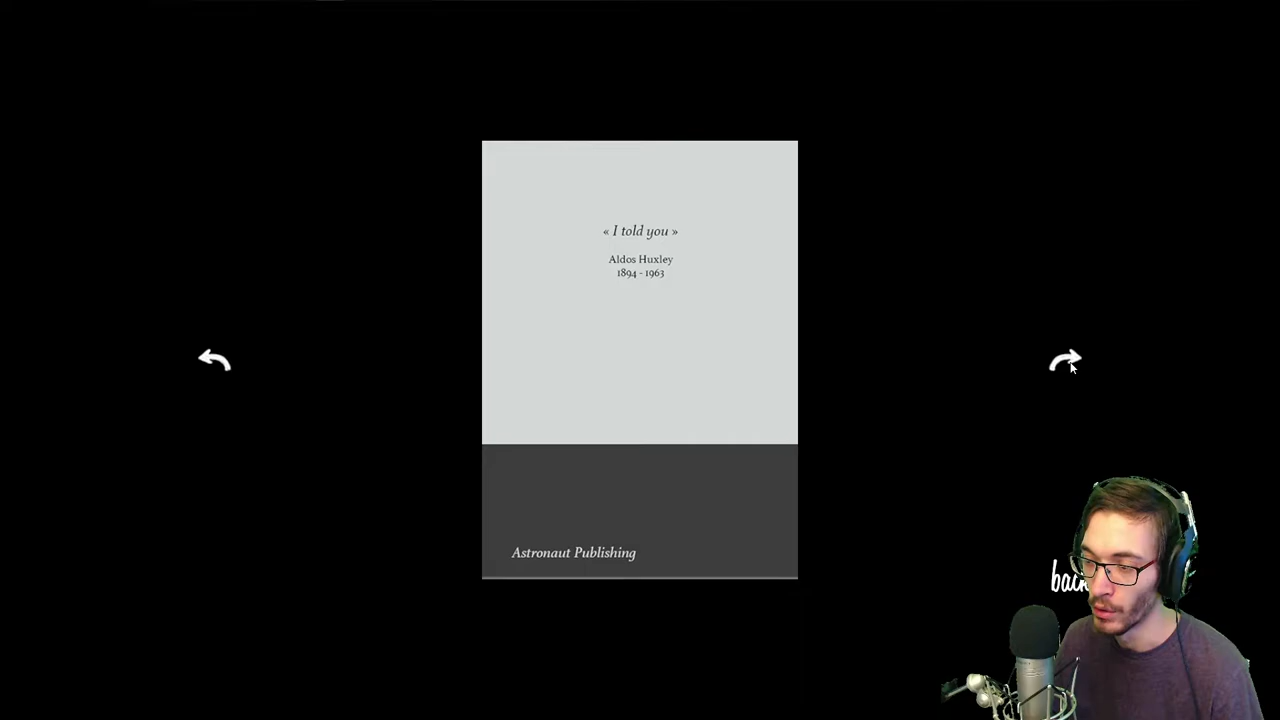 « I told you »
Aldos Huxley
1894 - 1963
Astronaut Publishing